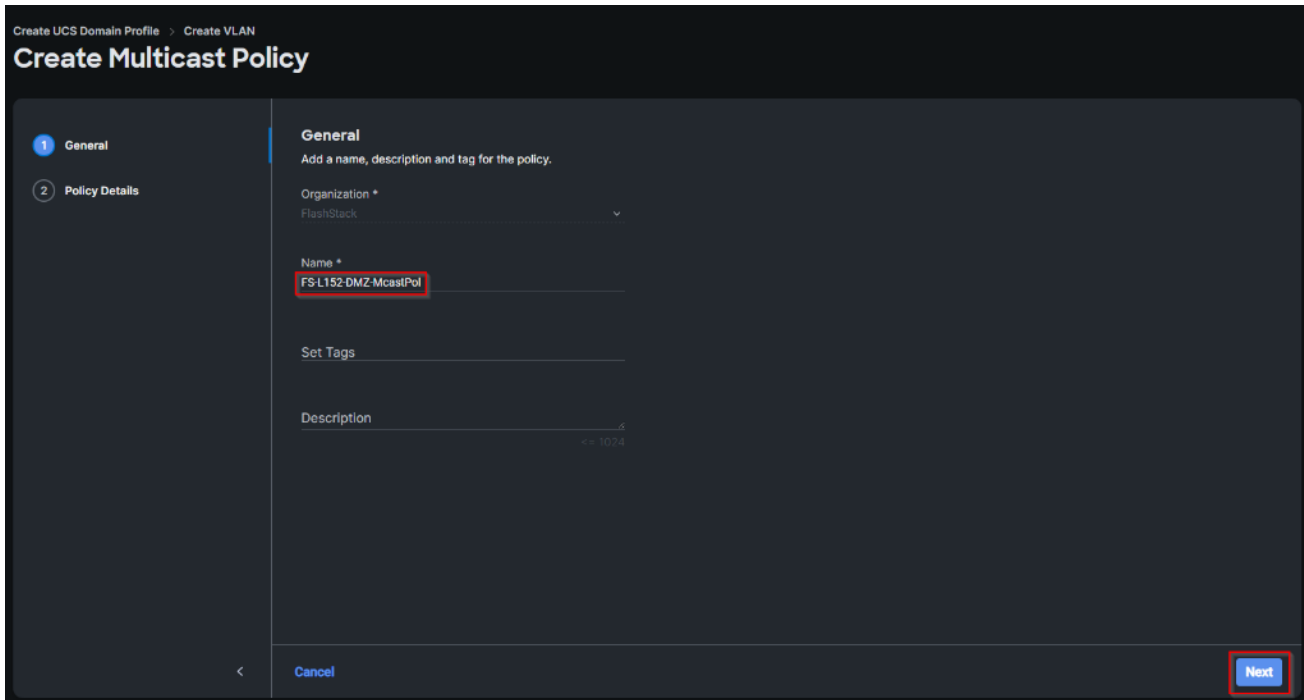 Create UCS Domain Profile > Create VLAN
Create Multicast Policy
1 General
2 Policy Details
General
Add a name, description and tag for the policy.
Organization *
FlashStack
Name *
FS-L152-DMZ-McastPol
Set Tags
Description
<= 1024
< Cancel Next